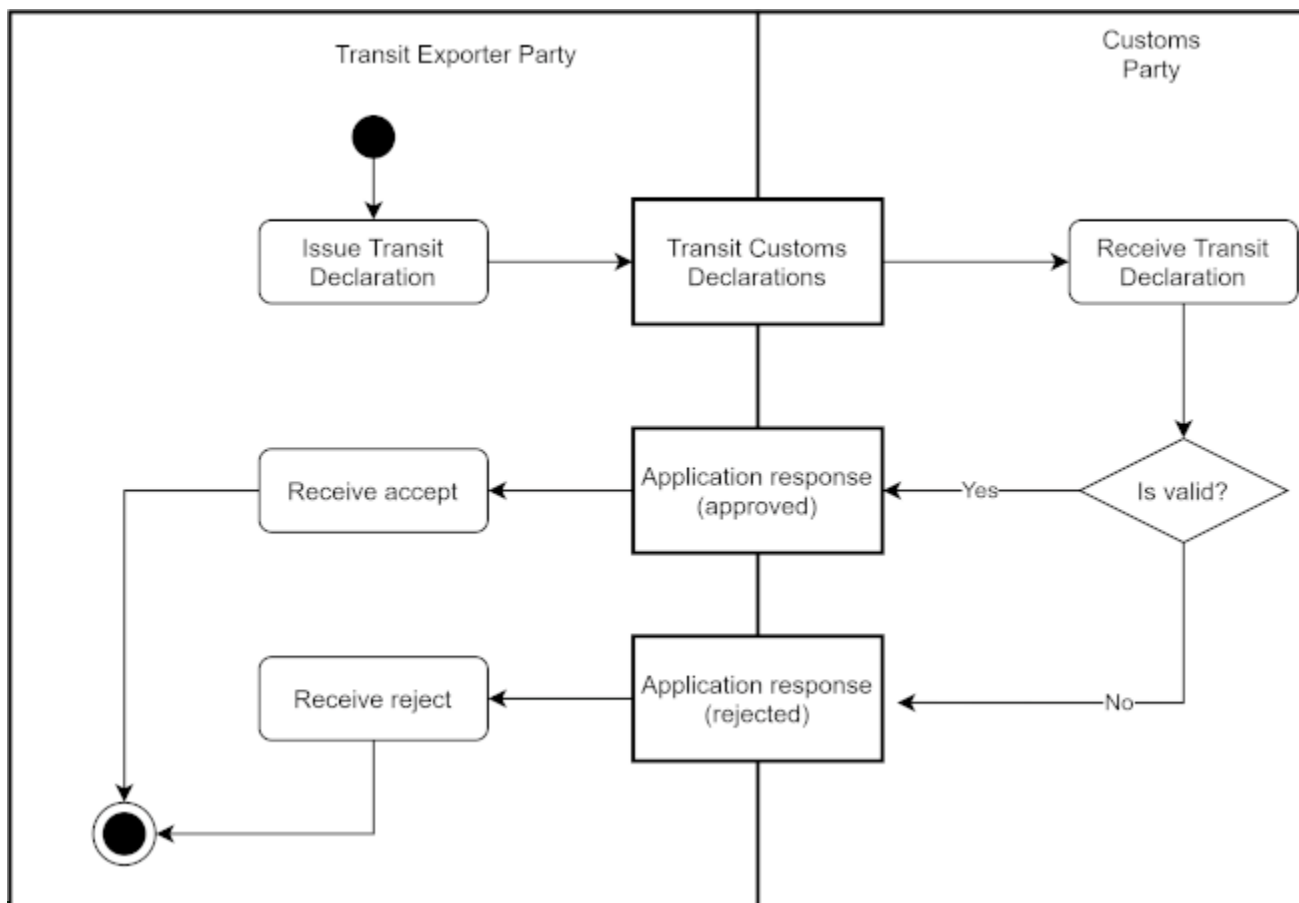 Transit Exporter Party
Customs
Party
Issue Transit
Declaration
Transit Customs
Declarations
Receive Transit
Declaration
Receive accept
Application response
(approved)
Yes
Is valid?
Receive reject
Application response
(rejected)
No